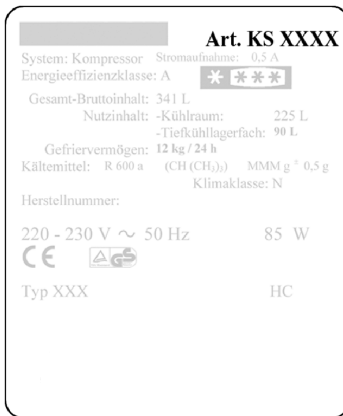 Art. KS XXXX
System: Kompressor Stromaufnahme: 0,5 A
Energieeffizienzklasse: A
Gesamt-Bruttoinhalt: 341 L
Nutzinhalt: -Kühlraum: 225 L
-Tiefkühllagerfach: 90 L
Gefriervermögen: 12 kg / 24 h
Kältemittel: R 600 a (CH (CH₃)₃) MMM g ± 0,5 g
Klimaklasse: N
Herstellnummer:
220 - 230 V ~ 50 Hz 85 W
CE GS
Typ XXX HC